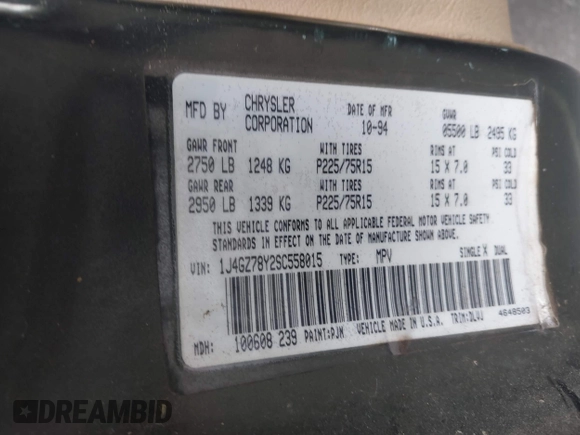 MFD BY CHRYSLER CORPORATION DATE OF MFR 10-94 GVWR 05500 LB 2495 KG
GAWR FRONT WITH TIRES RIMS AT PSI COLD
2750 LB 1248 KG P225/75R15 15 X 7.0 33
GAWR REAR WITH TIRES RIMS AT PSI COLD
2950 LB 1339 KG P225/75R15 15 X 7.0 33
THIS VEHICLE CONFORMS TO ALL APPLICABLE FEDERAL MOTOR VEHICLE SAFETY
STANDARDS IN EFFECT ON THE DATE OF MANUFACTURE SHOWN ABOVE.
VIN: 1J4GZ78Y2SC558015 TYPE: MPV SINGLE X DUAL
MDH: 100608 239 PAINT:PJN VEHICLE MADE IN U.S.A. TRIM:DLWJ
4648503
DREAMBID